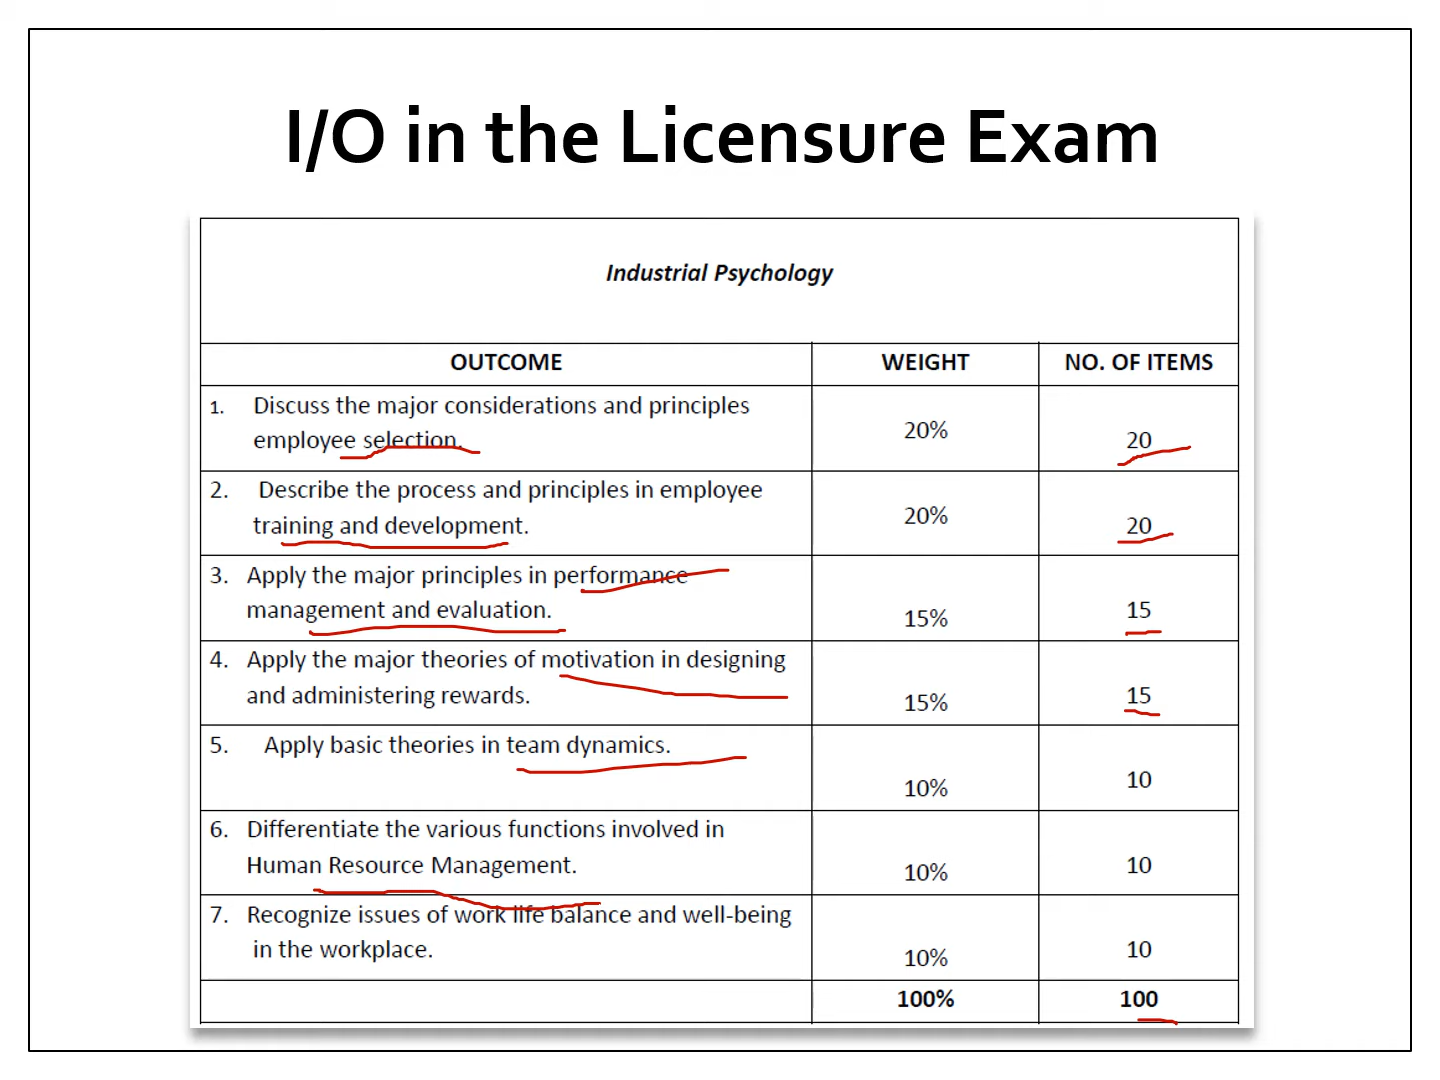 I/O in the Licensure Exam
Industrial Psychology
OUTCOME WEIGHT NO. OF ITEMS
1. Discuss the major considerations and principles
employee selection. 20% 20
2. Describe the process and principles in employee
training and development. 20% 20
3. Apply the major principles in performance
management and evaluation. 15% 15
4. Apply the major theories of motivation in designing
and administering rewards. 15% 15
5. Apply basic theories in team dynamics.
10% 10
6. Differentiate the various functions involved in
Human Resource Management. 10% 10
7. Recognize issues of work life balance and well-being
in the workplace. 10% 10
100% 100